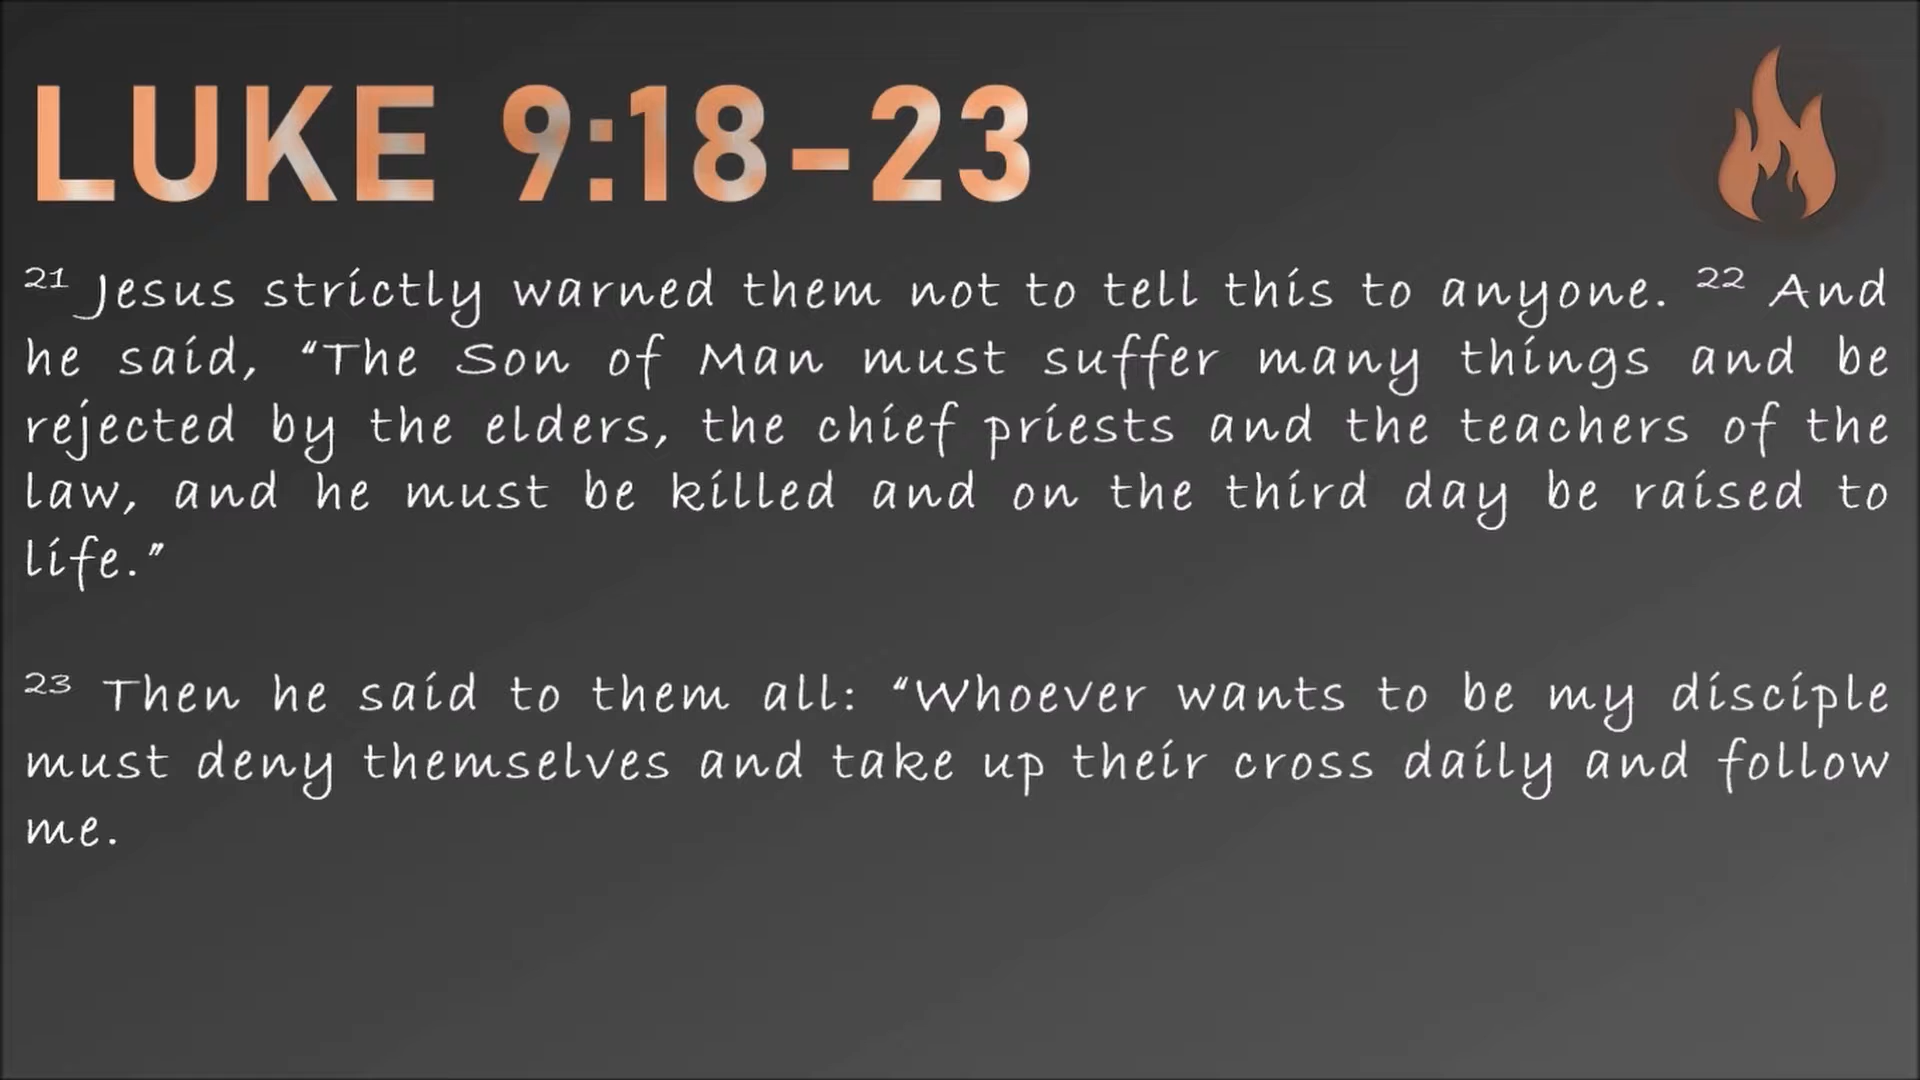 LUKE 9:18-23
21 Jesus strictly warned them not to tell this to anyone. 22 And
he said, “The Son of Man must suffer many things and be
rejected by the elders, the chief priests and the teachers of the
law, and he must be killed and on the third day be raised to
life.”
23 Then he said to them all: “Whoever wants to be my disciple
must deny themselves and take up their cross daily and follow
me.